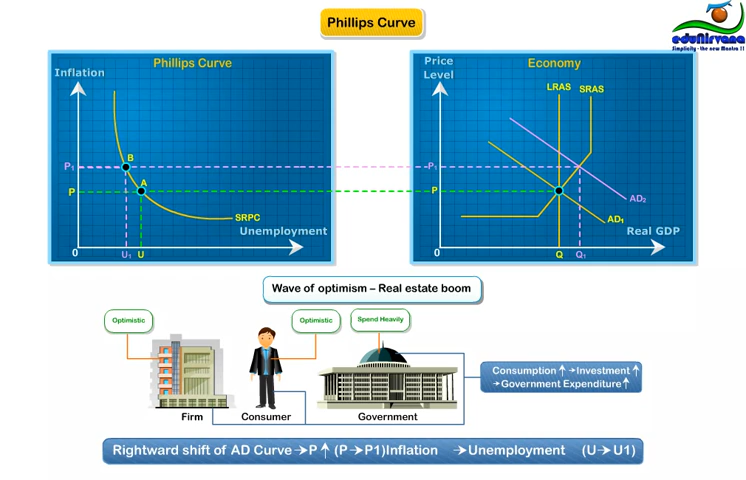 Phillips Curve
eduNirvana
Simplicity - the new Mantra !!
Phillips Curve
Inflation
P₁
P
B
A
SRPC
Unemployment
0
U₁
U
Economy
Price
Level
LRAS
SRAS
P₁
P
AD₂
AD₁
Real GDP
0
Q
Q₁
Wave of optimism – Real estate boom
Optimistic
Optimistic
Spend Heavily
Consumption ↑ → Investment ↑
→ Government Expenditure ↑
Firm
Consumer
Government
Rightward shift of AD Curve → P ↑ (P → P1) Inflation → Unemployment (U → U1)